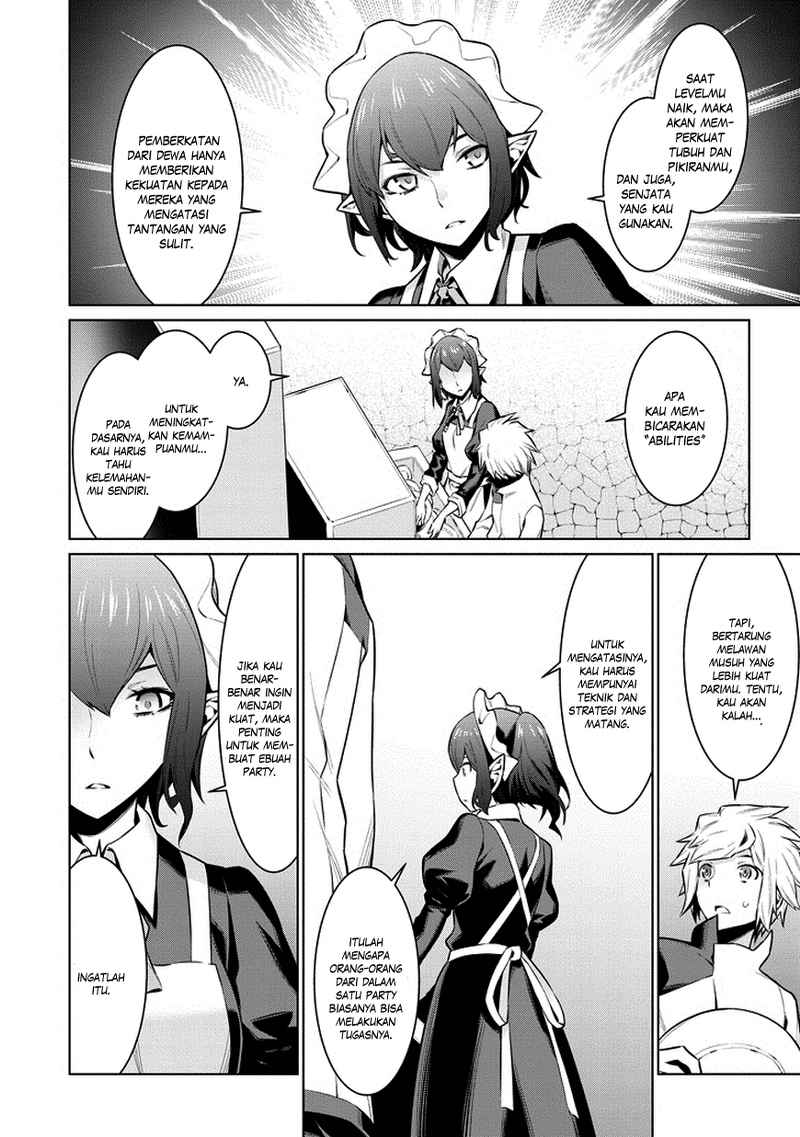 SAAT
LEVELMU
NAIK, MAKA
AKAN MEM-
PERKUAT
TUBUH DAN
PIKIRANMU,
DAN JUGA,
SENJATA
YANG KAU
GUNAKAN.
PEMBERKATAN
DARI DEWA HANYA
MEMBERIKAN
KEKUATAN KEPADA
MEREKA YANG
MENGATASI
TANTANGAN YANG
SULIT.
APA
KAU MEM-
BICARAKAN
"ABILITIES"
YA.
UNTUK
MENINGKAT-
KAN KEMAM-
PUANMU...
PADA
DASARNYA,
KAU HARUS
TAHU
KELEMAHAN-
MU SENDIRI.
TAPI,
BERTARUNG
MELAWAN
MUSUH YANG
LEBIH KUAT
DARIMU. TENTU,
KAU AKAN
KALAH...
UNTUK
MENGATASINYA,
KAU HARUS
MEMPUNYAI
TEKNIK DAN
STRATEGI YANG
MATANG.
ITULAH
MENGAPA
ORANG-ORANG
DARI DALAM
SATU PARTY
BIASANYA BISA
MELAKUKAN
TUGASNYA.
JIKA KAU
BENAR-
BENAR INGIN
MENJADI
KUAT, MAKA
PENTING
UNTUK MEM-
BUAT EBUAH
PARTY.
INGATLAH
ITU.